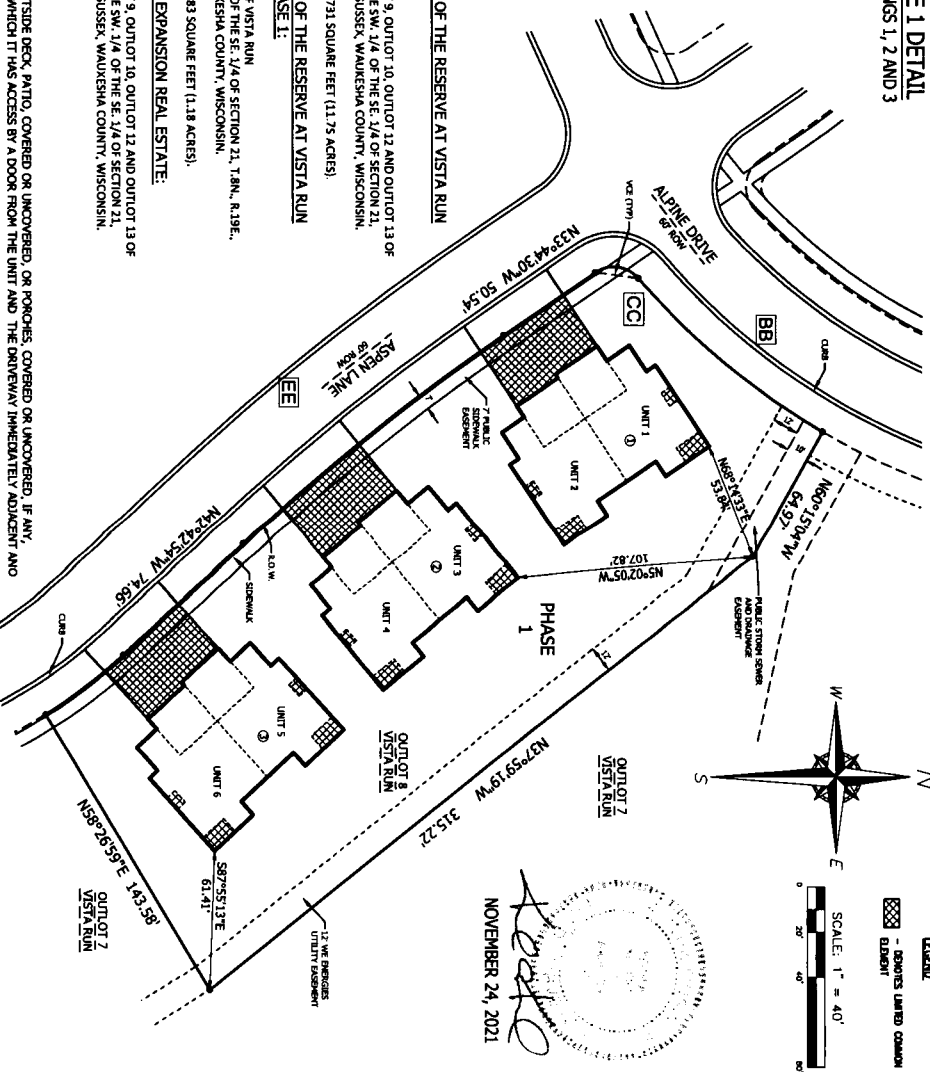 E 1 DETAIL
NGS 1, 2 AND 3
OF THE RESERVE AT VISTA RUN
9, OUTLOT 10, OUTLOT 12 AND OUTLOT 13 OF
E SW. 1/4 OF THE SE. 1/4 OF SECTION 21,
SUSSEX, WAUKESHA COUNTY, WISCONSIN.
731 SQUARE FEET (11.75 ACRES).
OF THE RESERVE AT VISTA RUN
ASE 1:
F VISTA RUN
OF THE SE. 1/4 OF SECTION 21, T.8N., R.19E.,
KESHA COUNTY, WISCONSIN.
83 SQUARE FEET (1.18 ACRES).
EXPANSION REAL ESTATE:
9, OUTLOT 10, OUTLOT 12 AND OUTLOT 13 OF
E SW. 1/4 OF THE SE. 1/4 OF SECTION 21,
SUSSEX, WAUKESHA COUNTY, WISCONSIN.
TSIDE DECK, PATIO, COVERED OR UNCOVERED, OR PORCHES, COVERED OR UNCOVERED, IF ANY,
WHICH IT HAS ACCESS BY A DOOR FROM THE UNIT AND THE DRIVEWAY IMMEDIATELY ADJACENT AND
ALPINE DRIVE
60' ROW
VCE (TYP)
BB
CC
EE
CURB
N33°44'30"W 50.54'
ASPEN LANE
60' ROW
7'
7' PUBLIC
SIDEWALK
EASEMENT
UNIT 1
1
UNIT 2
UNIT 3
2
UNIT 4
UNIT 5
3
UNIT 6
N68°14'33"E
53.84'
N60°15'04"W
64.97'
N5°02'05"W
107.82'
PUBLIC STORM SEWER
AND DRAINAGE
EASEMENT
PHASE
1
N42°42'54"W 74.66'
R.O.W.
SIDEWALK
CURB
12'
OUTLOT 8
VISTA RUN
OUTLOT 7
VISTA RUN
N37°59'19"W
315.22'
N58°26'59"E 143.58'
S87°55'13"E
61.41'
OUTLOT 7
VISTA RUN
12' WE ENERGIES
UTILITY EASEMENT
N
W
E
S
LEGEND
- DENOTES LIMITED COMMON
ELEMENT
SCALE: 1" = 40'
0
20'
40'
80'
NOVEMBER 24, 2021